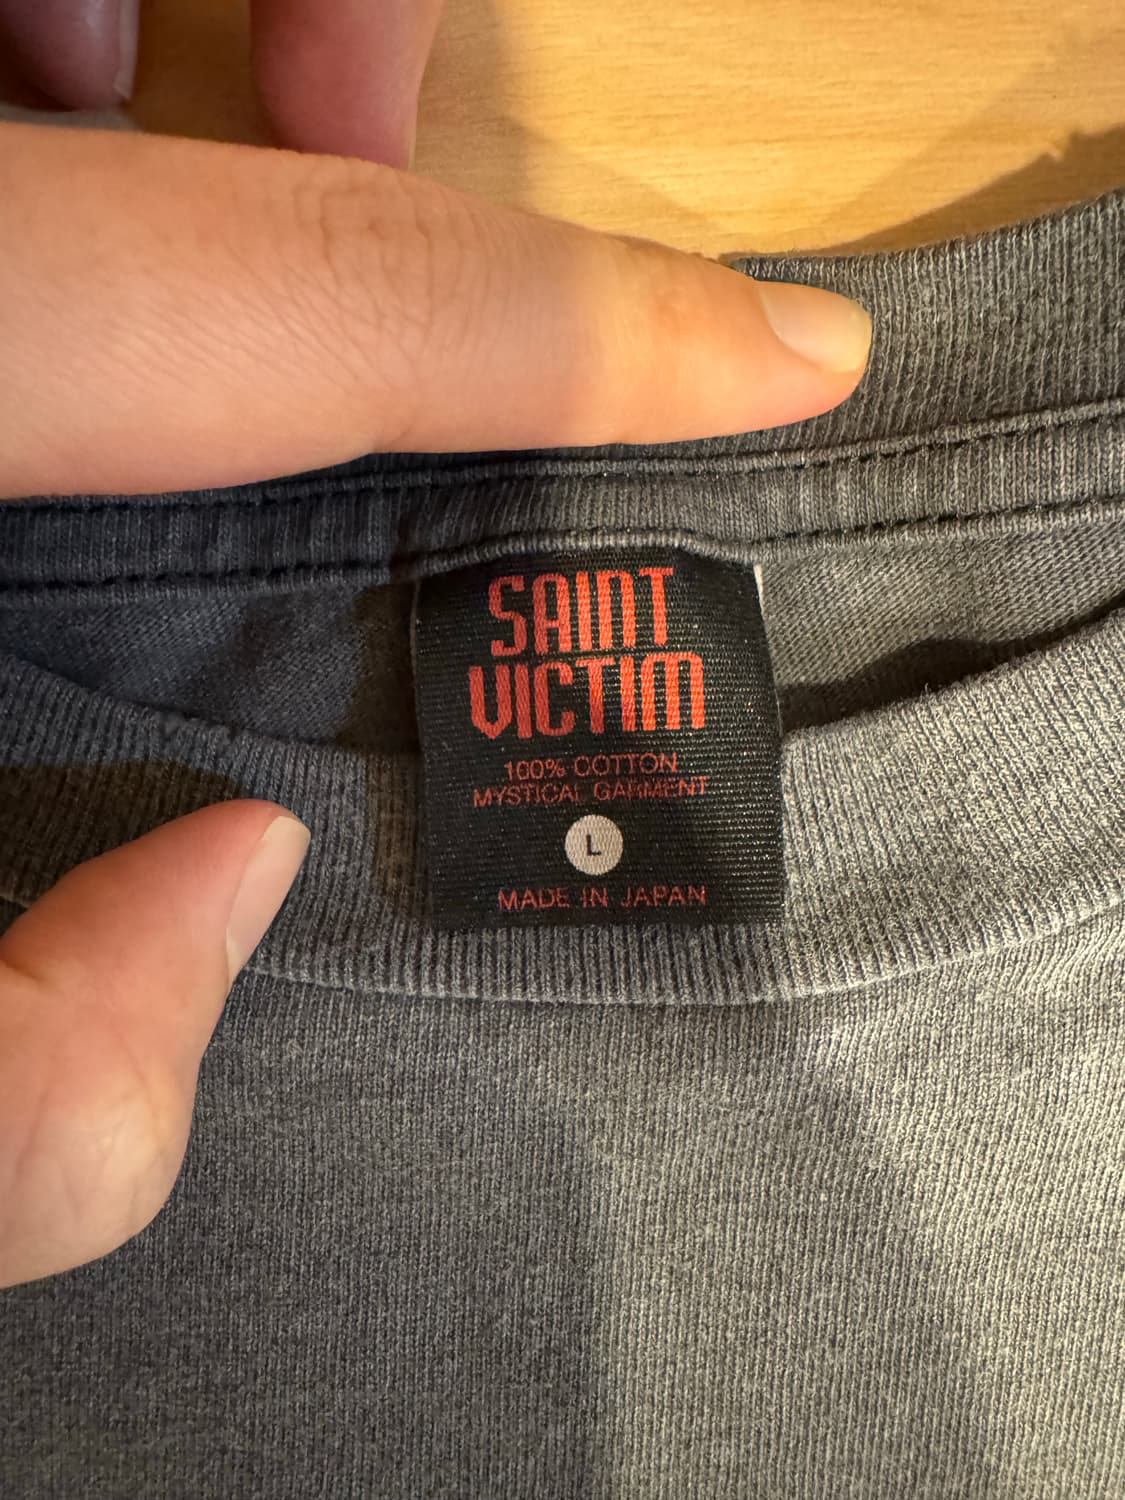 SAINT
VICTIM
100% COTTON
MYSTICAL GARMENT
L
MADE IN JAPAN